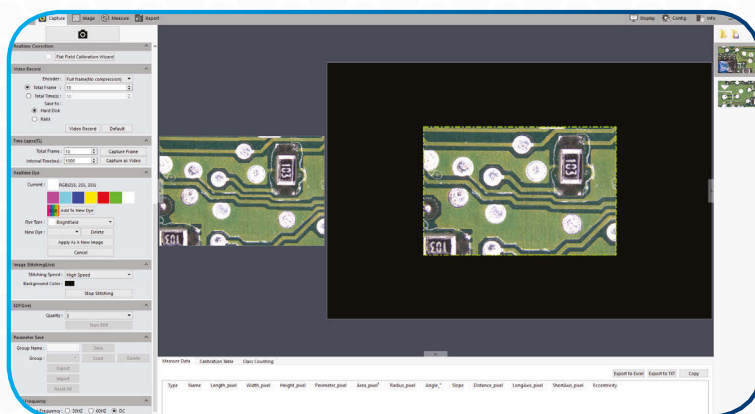 Capture Image Measure Report Display Config Info
Realtime Correction
Flat Field Calibration Wizard
Video Record
Encoder: Full frame(No compression)
Total Frame : 10
Total Time(s): 10
Save to :
Hard Disk
RAM
Video Record Default
Time Lapse(TL)
Total Frame : 10 Capture Frame
Interval Time(ms): 1000 Capture as Video
Realtime Dye
Current : RGB(255, 255, 255)
Add To New Dye
Dye Type : Brightfield
New Dye : Delete
Apply As A New Image
Cancel
Image Stitching(Live)
Stitching Speed : High Speed
Background Color :
Stop Stitching
EDF(Live)
Quality : 2
Start EDF
Parameter Save
Group Name: Save
Group : Load Delete
Export
Import
Reset All
Frequency
Frequency: 50HZ 60HZ DC
103
103
103
103
Measure Data Calibration Table Class Counting
Export to Excel Export to TXT Copy
Type Name Length_pixel Width_pixel Height_pixel Perimeter_pixel Area_pixel² Radius_pixel Angle_° Slope Distance_pixel LongAxis_pixel ShortAxis_pixel Eccentricity